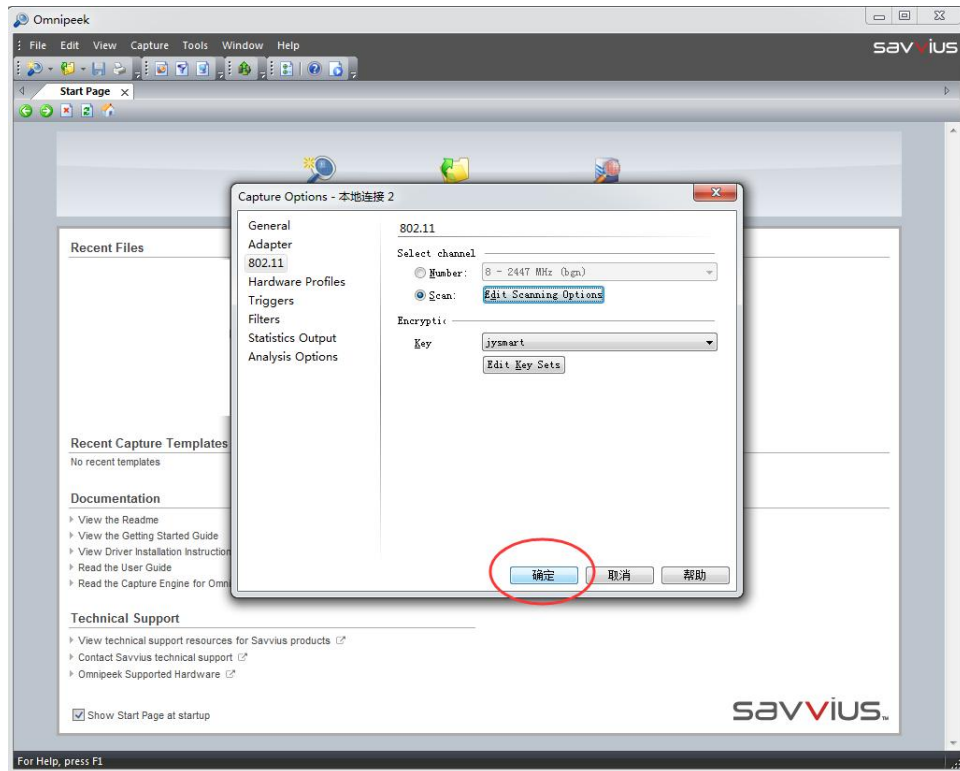 Omnipeek
File Edit View Capture Tools Window Help
savvius
Start Page
Capture Options - 本地连接 2
General
Adapter
802.11
Hardware Profiles
Triggers
Filters
Statistics Output
Analysis Options
802.11
Select channel
Number: 8 - 2447 MHz (bgn)
Scan: Edit Scanning Options
Encryptic
Key jysmart
Edit Key Sets
确定 取消 帮助
Recent Files
Recent Capture Templates
No recent templates
Documentation
View the Readme
View the Getting Started Guide
View Driver Installation Instruction
Read the User Guide
Read the Capture Engine for Omni
Technical Support
View technical support resources for Savvius products
Contact Savvius technical support
Omnipeek Supported Hardware
Show Start Page at startup
savvius™
For Help, press F1